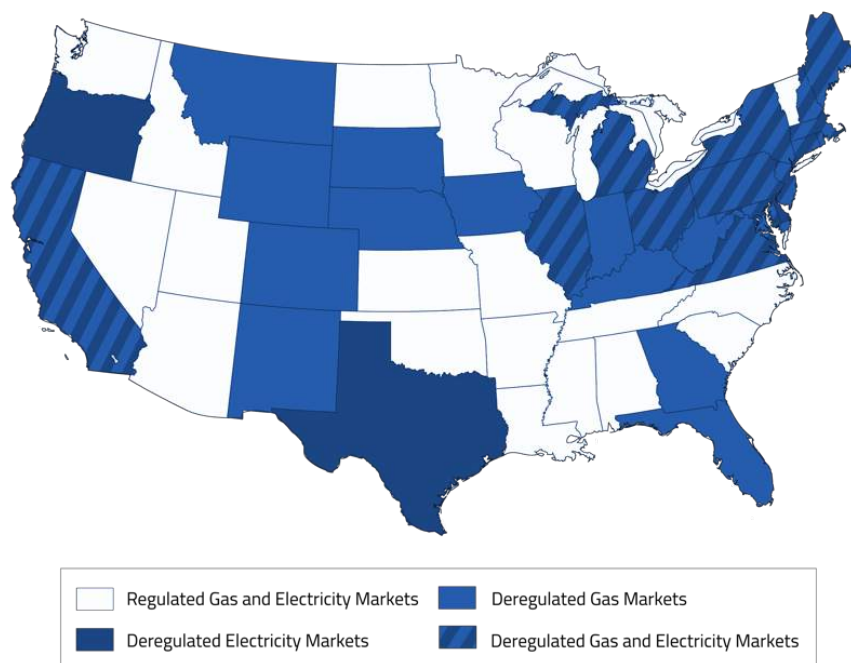 Regulated Gas and Electricity Markets
Deregulated Gas Markets
Deregulated Electricity Markets
Deregulated Gas and Electricity Markets